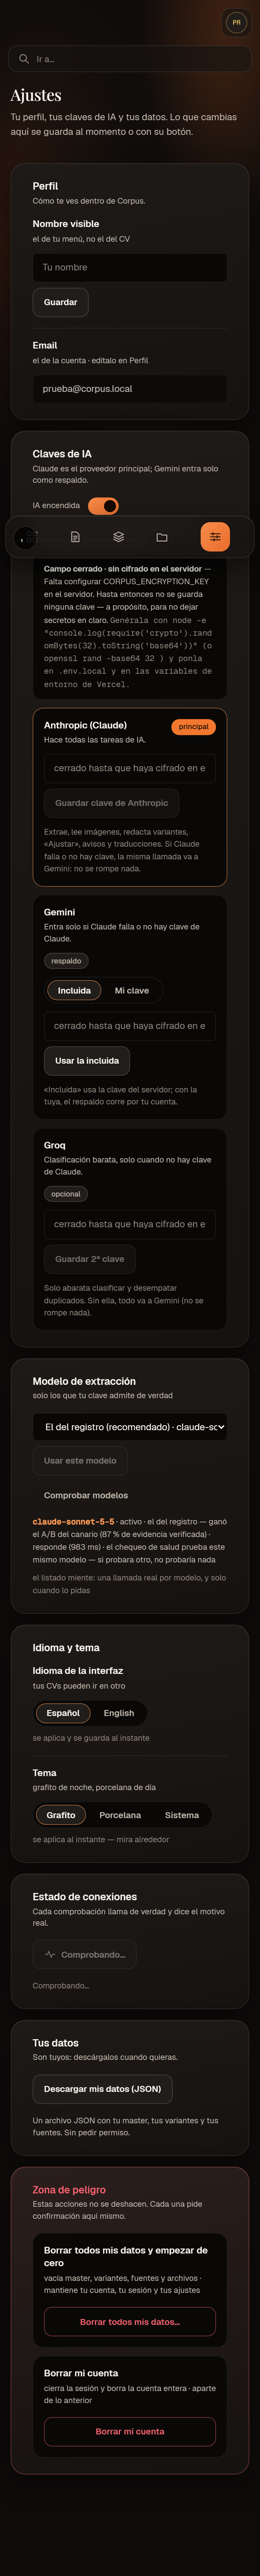 PR
Ir a...
Ajustes
Tu perfil, tus claves de IA y tus datos. Lo que cambias
aquí se guarda al momento o con su botón.
Perfil
Cómo te ves dentro de Corpus.
Nombre visible
el de tu menú, no el del CV
Tu nombre
Guardar
Email
el de la cuenta · edítalo en Perfil
prueba@corpus.local
Claves de IA
Claude es el proveedor principal; Gemini entra solo
como respaldo.
IA encendida
Campo cerrado · sin cifrado en el servidor —
Falta configurar CORPUS_ENCRYPTION_KEY
en el servidor. Hasta entonces no se guarda
ninguna clave — a propósito, para no dejar
secretos en claro. Genérala con node -e
"console.log(require('crypto').rand
omBytes(32).toString('base64'))" (o
openssl rand -base64 32 ) y ponla
en .env.local y en las variables de
entorno de Vercel.
Anthropic (Claude)
principal
Hace todas las tareas de IA.
cerrado hasta que haya cifrado en e
Guardar clave de Anthropic
Extrae, lee imágenes, redacta variantes,
«Ajustar», avisos y traducciones. Si Claude
falla o no hay clave, la misma llamada va a
Gemini: no se rompe nada.
Gemini
Entra solo si Claude falla o no hay clave de
Claude.
respaldo
Incluida
Mi clave
cerrado hasta que haya cifrado en e
Usar la incluida
«Incluida» usa la clave del servidor; con la
tuya, el respaldo corre por tu cuenta.
Groq
Clasificación barata, solo cuando no hay clave
de Claude.
opcional
cerrado hasta que haya cifrado en e
Guardar 2ª clave
Solo abarata clasificar y desempatar
duplicados. Sin ella, todo va a Gemini (no se
rompe nada).
Modelo de extracción
solo los que tu clave admite de verdad
El del registro (recomendado) · claude-sc
Usar este modelo
Comprobar modelos
claude-sonnet-5-5 · activo · el del registro — ganó
el A/B del canario (87 % de evidencia verificada) ·
responde (983 ms) · el chequeo de salud prueba este
mismo modelo — si probara otro, no probaría nada
el listado miente: una llamada real por modelo, y solo
cuando lo pidas
Idioma y tema
Idioma de la interfaz
tus CVs pueden ir en otro
Español
English
se aplica y se guarda al instante
Tema
grafito de noche, porcelana de día
Grafito
Porcelana
Sistema
se aplica al instante — mira alrededor
Estado de conexiones
Cada comprobación llama de verdad y dice el motivo
real.
Comprobando...
Comprobando...
Tus datos
Son tuyos: descárgalos cuando quieras.
Descargar mis datos (JSON)
Un archivo JSON con tu master, tus variantes y tus
fuentes. Sin pedir permiso.
Zona de peligro
Estas acciones no se deshacen. Cada una pide
confirmación aquí mismo.
Borrar todos mis datos y empezar de
cero
vacía master, variantes, fuentes y archivos ·
mantiene tu cuenta, tu sesión y tus ajustes
Borrar todos mis datos...
Borrar mi cuenta
cierra la sesión y borra la cuenta entera · aparte
de lo anterior
Borrar mi cuenta